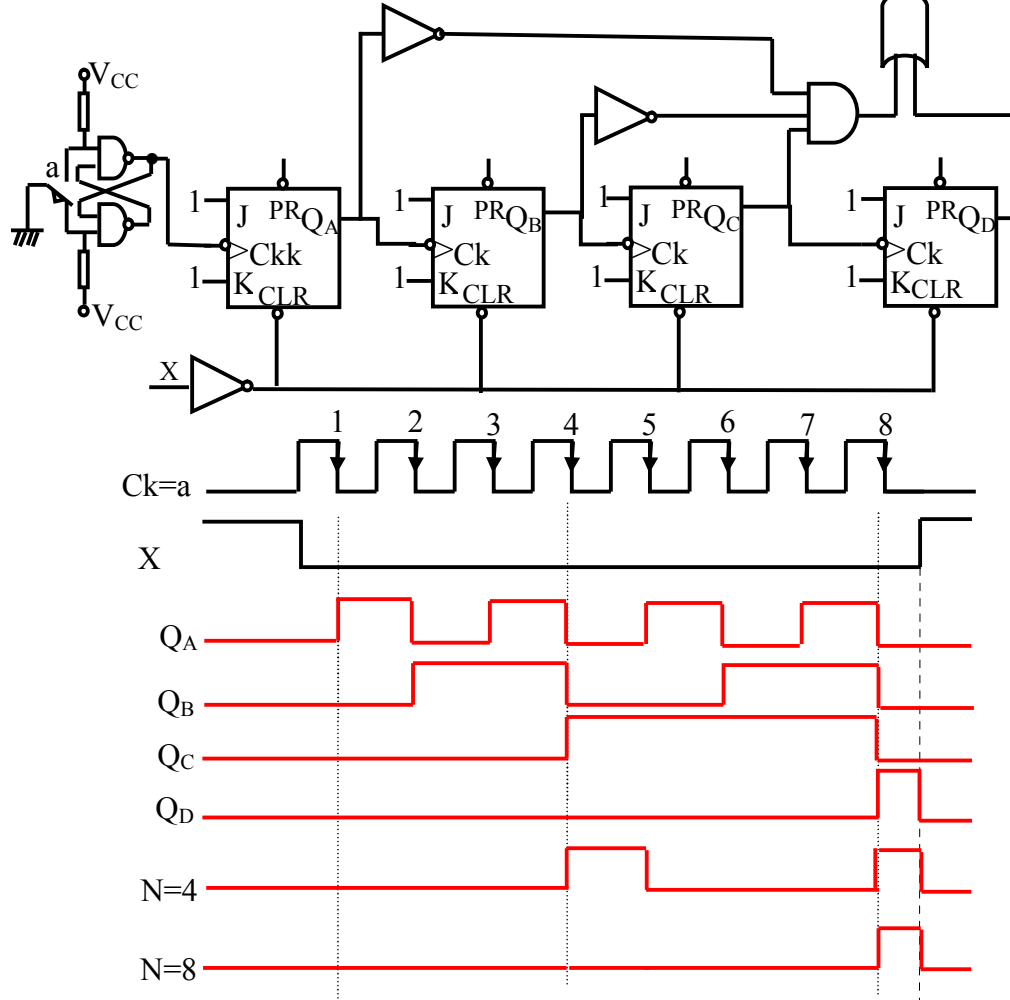 V_CC
a
V_CC
1 J PR Q_A
>Ckk
1 K CLR
1 J PR Q_B
>Ck
1 K CLR
1 J PR Q_C
>Ck
1 K CLR
1 J PR Q_D
>Ck
1 K CLR
X
1 2 3 4 5 6 7 8
Ck=a
X
Q_A
Q_B
Q_C
Q_D
N=4
N=8